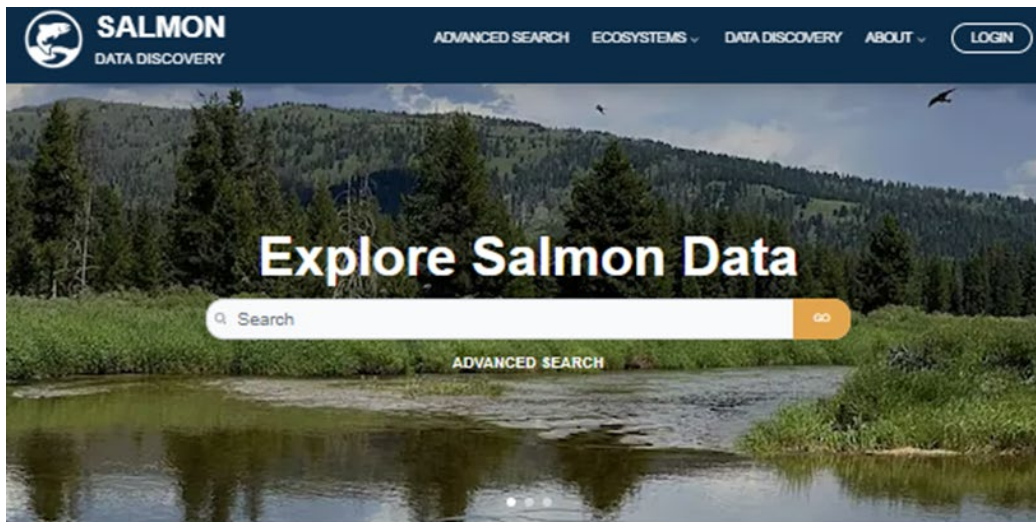 SALMON
DATA DISCOVERY
ADVANCED SEARCH ECOSYSTEMS DATA DISCOVERY ABOUT LOGIN
Explore Salmon Data
Search GO
ADVANCED SEARCH